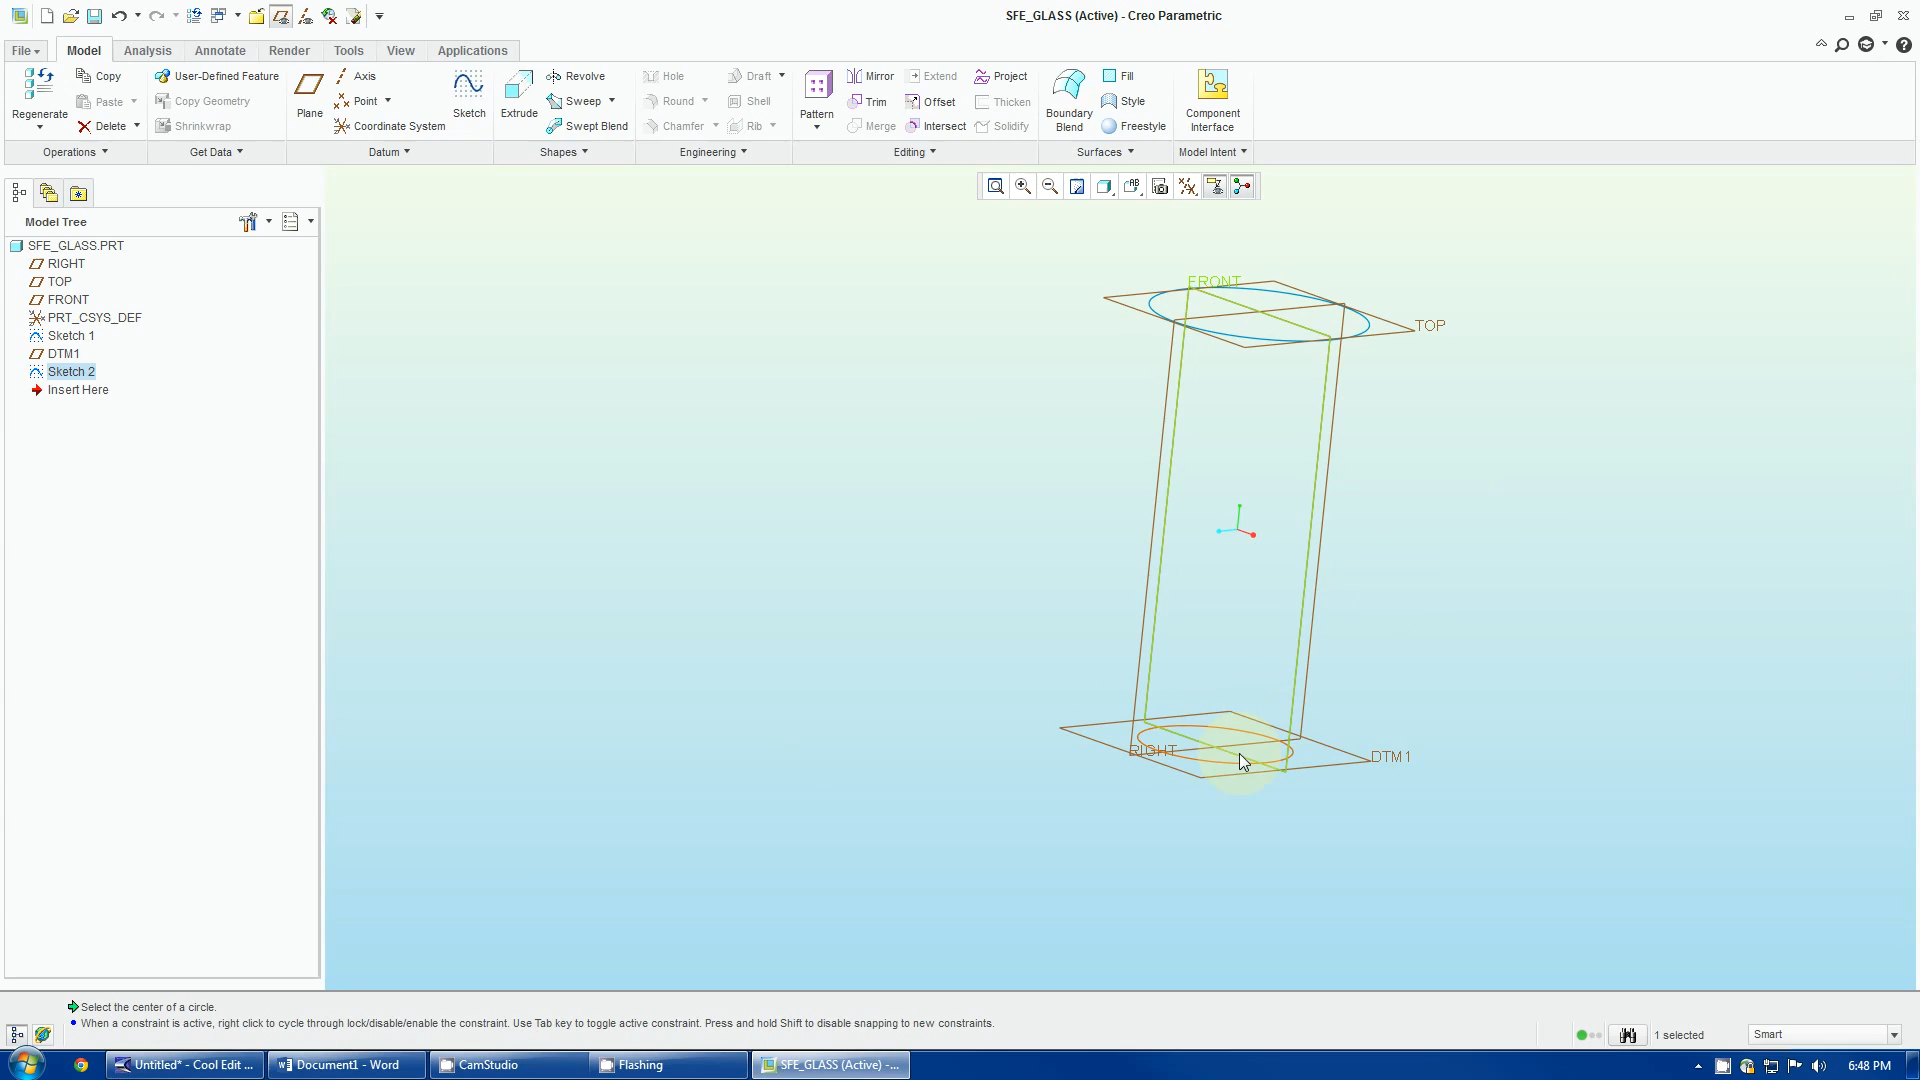 SFE_GLASS (Active) - Creo Parametric
File Model Analysis Annotate Render Tools View Applications
Regenerate
Copy
Paste
Delete
Operations
User-Defined Feature
Copy Geometry
Shrinkwrap
Get Data
Plane
Axis
Point
Coordinate System
Sketch
Datum
Extrude
Revolve
Sweep
Swept Blend
Shapes
Hole
Round
Chamfer
Draft
Shell
Rib
Engineering
Pattern
Mirror
Trim
Merge
Extend
Offset
Intersect
Project
Thicken
Solidify
Editing
Boundary
Blend
Fill
Style
Freestyle
Surfaces
Component
Interface
Model Intent
Model Tree
SFE_GLASS.PRT
RIGHT
TOP
FRONT
PRT_CSYS_DEF
Sketch 1
DTM1
Sketch 2
Insert Here
FRONT
TOP
RIGHT
DTM1
Select the center of a circle.
When a constraint is active, right click to cycle through lock/disable/enable the constraint. Use Tab key to toggle active constraint. Press and hold Shift to disable snapping to new constraints.
1 selected
Smart
Untitled* - Cool Edit ...
Document1 - Word
CamStudio
Flashing
SFE_GLASS (Active) -...
6:48 PM